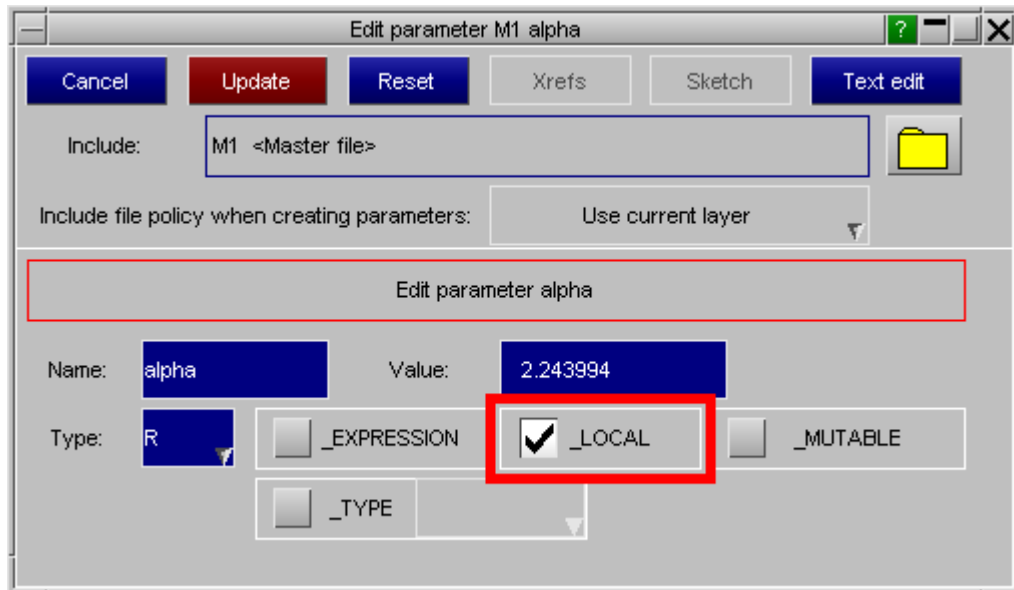 Edit parameter M1 alpha ?
Cancel Update Reset Xrefs Sketch Text edit
Include: M1 <Master file>
Include file policy when creating parameters: Use current layer
Edit parameter alpha
Name: alpha Value: 2.243994
Type: R _EXPRESSION _LOCAL _MUTABLE
_TYPE